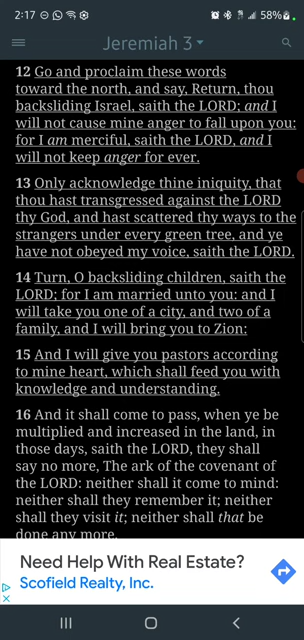 2:17
58%
Jeremiah 3
12 Go and proclaim these words
toward the north, and say, Return, thou
backsliding Israel, saith the LORD; and I
will not cause mine anger to fall upon you:
for I am merciful, saith the LORD, and I
will not keep anger for ever.
13 Only acknowledge thine iniquity, that
thou hast transgressed against the LORD
thy God, and hast scattered thy ways to the
strangers under every green tree, and ye
have not obeyed my voice, saith the LORD.
14 Turn, O backsliding children, saith the
LORD; for I am married unto you: and I
will take you one of a city, and two of a
family, and I will bring you to Zion:
15 And I will give you pastors according
to mine heart, which shall feed you with
knowledge and understanding.
16 And it shall come to pass, when ye be
multiplied and increased in the land, in
those days, saith the LORD, they shall
say no more, The ark of the covenant of
the LORD: neither shall it come to mind:
neither shall they remember it; neither
shall they visit it; neither shall that be
done any more.
Need Help With Real Estate?
Scofield Realty, Inc.